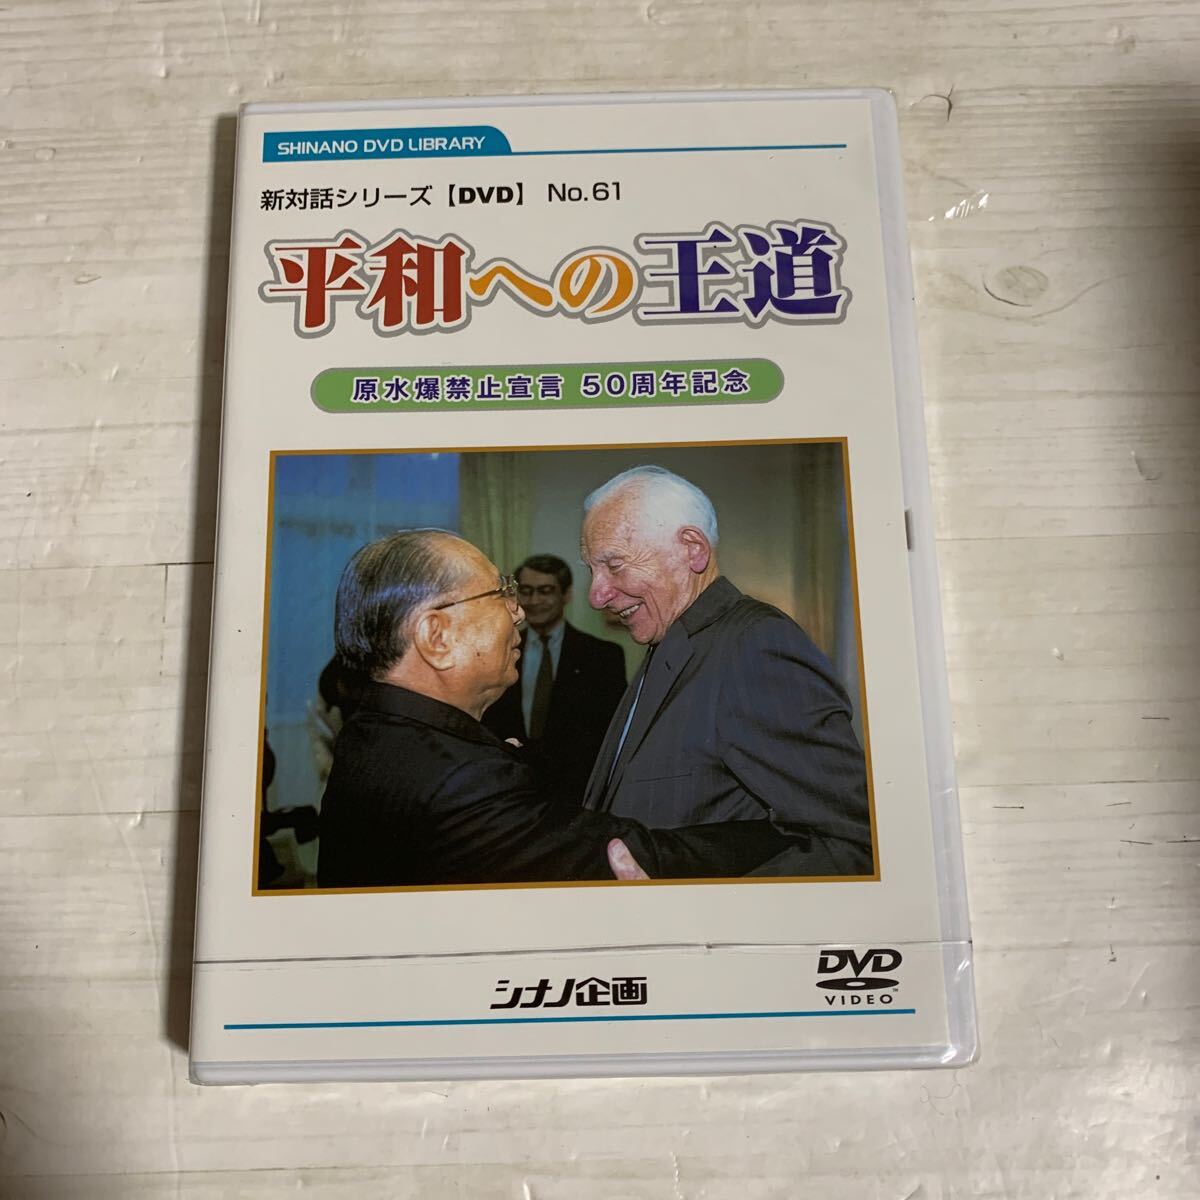 SHINANO DVD LIBRARY
新対話シリーズ【DVD】 No.61
平和への王道
原水爆禁止宣言 50周年記念
シナノ企画
DVD
VIDEO™